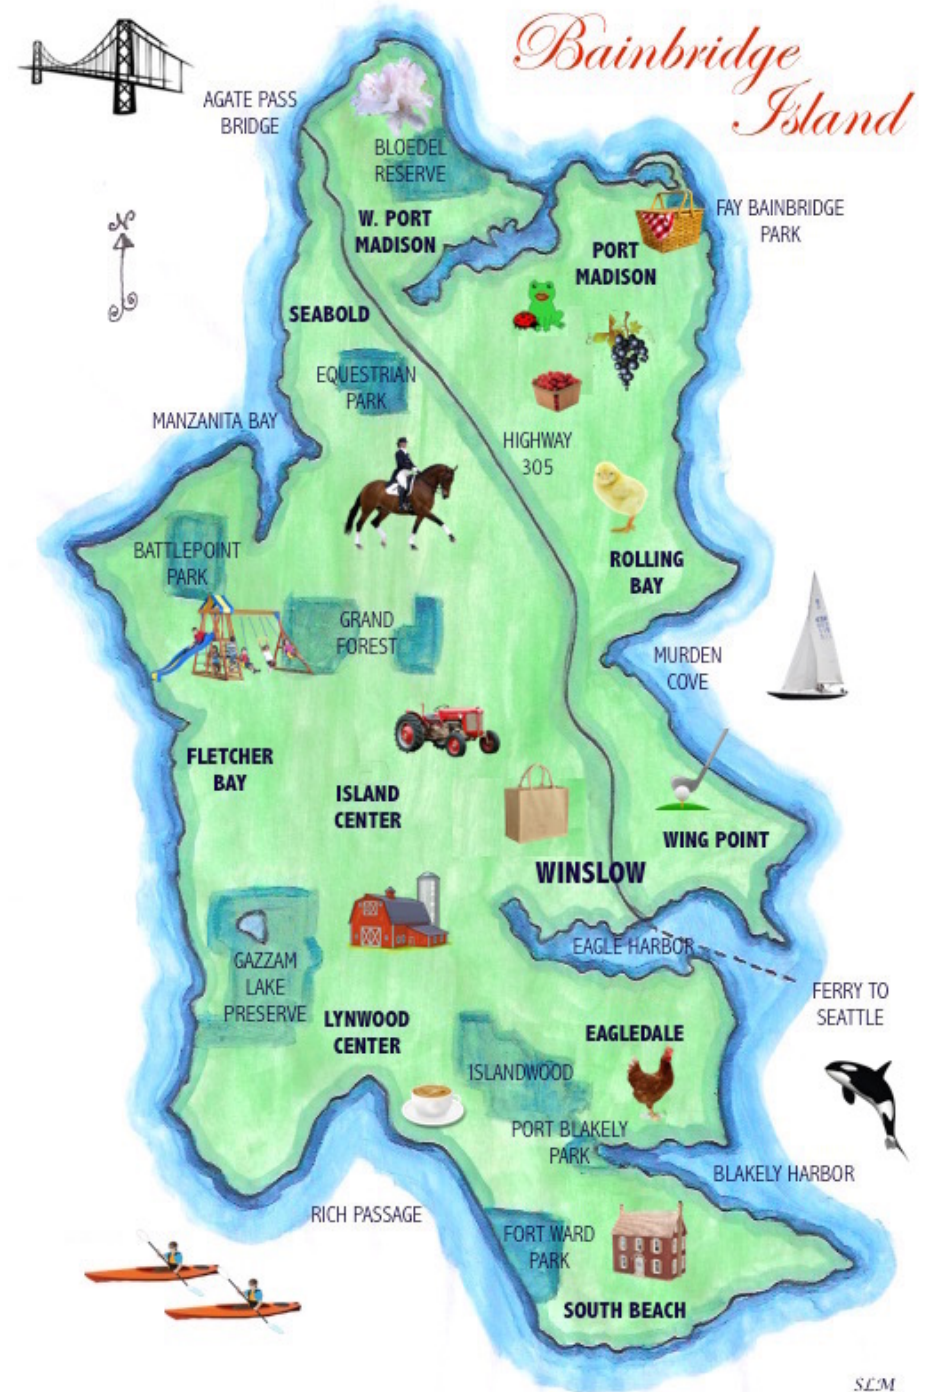 Bainbridge
Island
AGATE PASS
BRIDGE
BLOEDEL
RESERVE
N
FAY BAINBRIDGE
PARK
W. PORT
MADISON
PORT
MADISON
SEABOLD
EQUESTRIAN
PARK
MANZANITA BAY
HIGHWAY
305
BATTLEPOINT
PARK
ROLLING
BAY
GRAND
FOREST
MURDEN
COVE
FLETCHER
BAY
ISLAND
CENTER
WING POINT
WINSLOW
EAGLE HARBOR
GAZZAM
LAKE
PRESERVE
FERRY TO
SEATTLE
LYNWOOD
CENTER
EAGLEDALE
ISLANDWOOD
PORT BLAKELY
PARK
BLAKELY HARBOR
RICH PASSAGE
FORT WARD
PARK
SOUTH BEACH
SLM